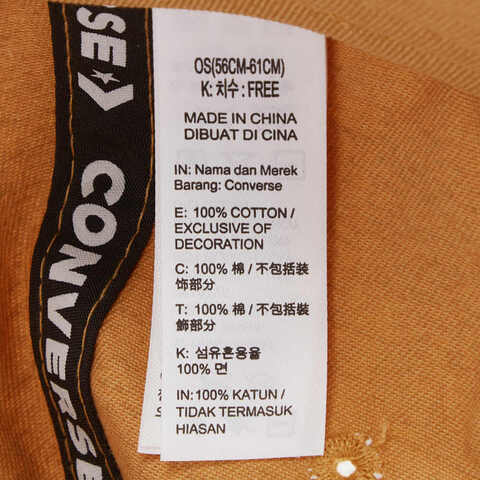 RSE
CONVERSE
OS(56CM-61CM)
K: 치수 : FREE
MADE IN CHINA
DIBUAT DI CINA
IN: Nama dan Merek
Barang: Converse
E: 100% COTTON /
EXCLUSIVE OF
DECORATION
C: 100% 棉 / 不包括装
饰部分
T: 100% 棉 / 不包括裝
飾部分
K: 섬유혼용율
100% 면
IN: 100% KATUN /
TIDAK TERMASUK
HIASAN